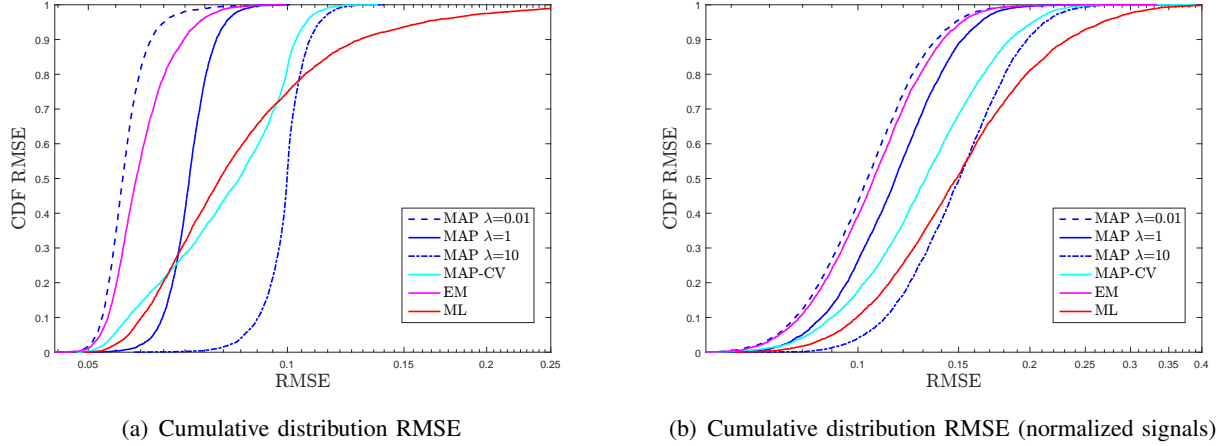 1
0.9
0.8
0.7
0.6
0.5
0.4
0.3
0.2
0.1
0
CDF RMSE
MAP λ=0.01
MAP λ=1
MAP λ=10
MAP-CV
EM
ML
0.05
0.1
0.15
0.2
0.25
RMSE
(a) Cumulative distribution RMSE
1
0.9
0.8
0.7
0.6
0.5
0.4
0.3
0.2
0.1
0
CDF RMSE
MAP λ=0.01
MAP λ=1
MAP λ=10
MAP-CV
EM
ML
0.1
0.15
0.2
0.25
0.3
0.35
0.4
RMSE
(b) Cumulative distribution RMSE (normalized signals)